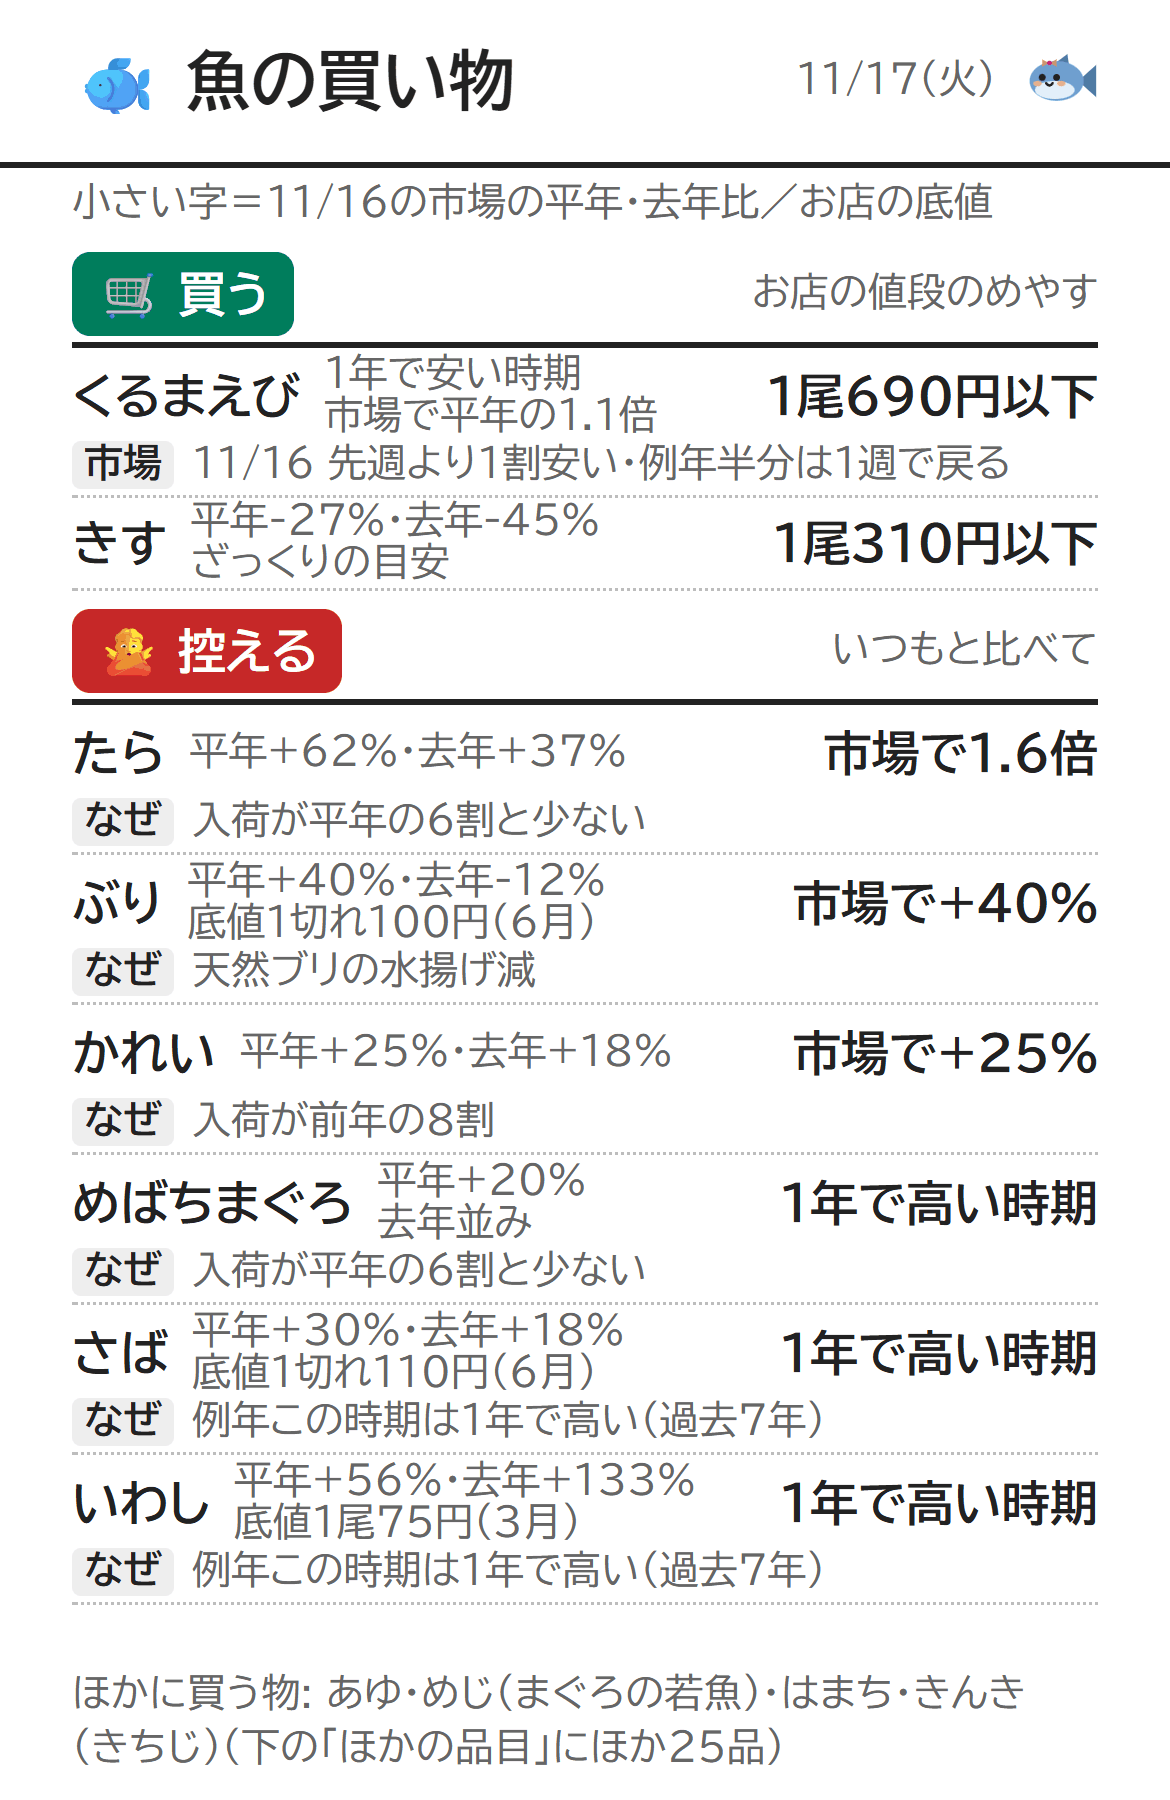 魚の買い物
11/17(火)
小さい字=11/16の市場の平年・去年比／お店の底値
買う
お店の値段のめやす
くるまえび
1年で安い時期
市場で平年の1.1倍
1尾690円以下
市場 11/16 先週より1割安い・例年半分は1週で戻る
きす
平年-27%・去年-45%
ざっくりの目安
1尾310円以下
控える
いつもと比べて
たら 平年+62%・去年+37% 市場で1.6倍
なぜ 入荷が平年の6割と少ない
ぶり
平年+40%・去年-12%
底値1切れ100円(6月)
市場で+40%
なぜ 天然ブリの水揚げ減
かれい 平年+25%・去年+18% 市場で+25%
なぜ 入荷が前年の8割
めばちまぐろ
平年+20%
去年並み
1年で高い時期
なぜ 入荷が平年の6割と少ない
さば
平年+30%・去年+18%
底値1切れ110円(6月)
1年で高い時期
なぜ 例年この時期は1年で高い(過去7年)
いわし
平年+56%・去年+133%
底値1尾75円(3月)
1年で高い時期
なぜ 例年この時期は1年で高い(過去7年)
ほかに買う物: あゆ・めじ(まぐろの若魚)・はまち・きんき
(きちじ)(下の「ほかの品目」にほか25品)